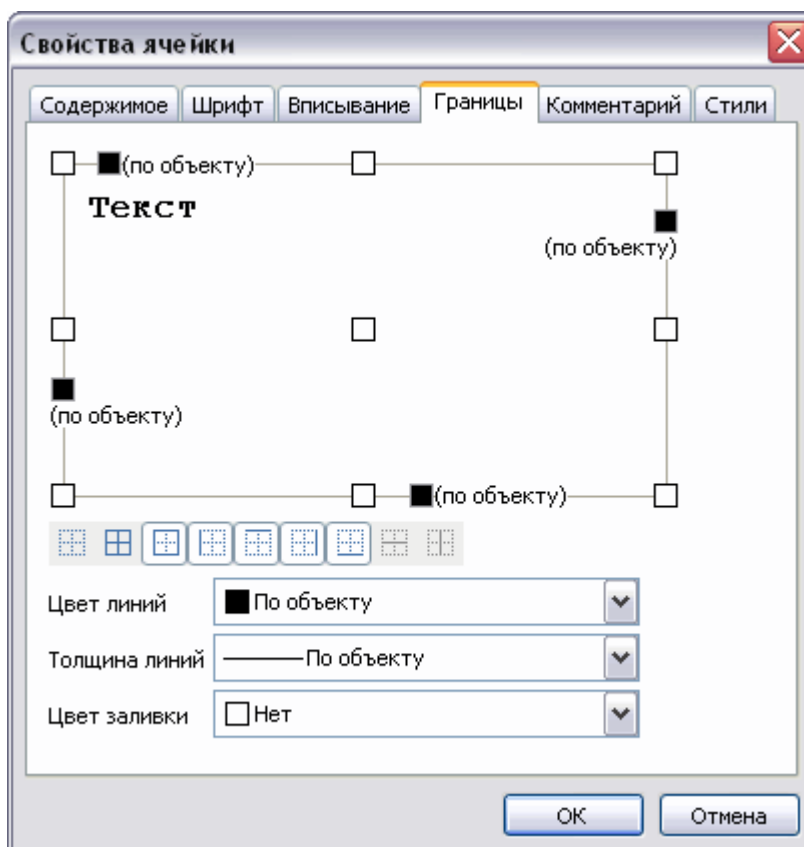 Свойства ячейки
Содержимое Шрифт Вписывание Границы Комментарий Стили
(по объекту)
Текст
(по объекту)
(по объекту)
(по объекту)
Цвет линий По объекту
Толщина линий По объекту
Цвет заливки Нет
ОК Отмена